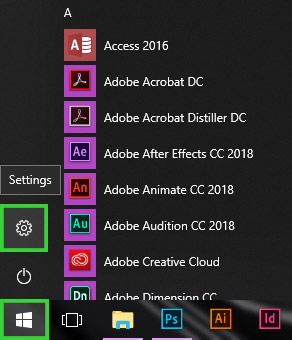 A
Access 2016
Adobe Acrobat DC
Adobe Acrobat Distiller DC
Ae
Adobe After Effects CC 2018
Settings
An
Adobe Animate CC 2018
Au
Adobe Audition CC 2018
Adobe Creative Cloud
Dn
Adobe Dimension CC
Ps
Ai
Id